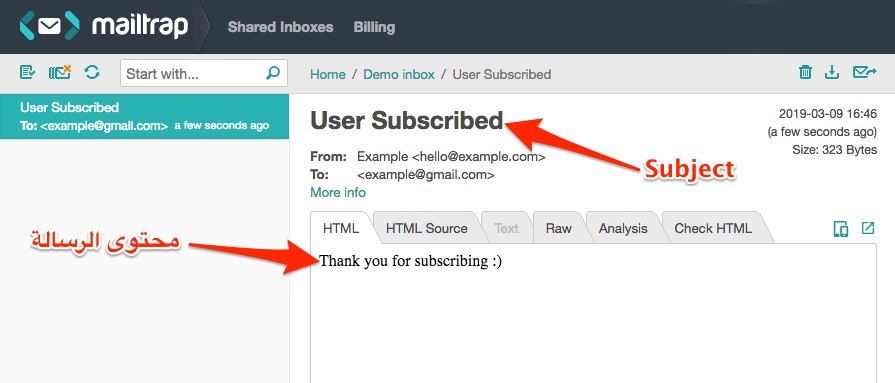 mailtrap
Shared Inboxes Billing
Start with...
Home / Demo inbox / User Subscribed
User Subscribed
To: <example@gmail.com> a few seconds ago
User Subscribed
2019-03-09 16:46
(a few seconds ago)
Size: 323 Bytes
From: Example <hello@example.com>
To: <example@gmail.com>
More info
Subject
HTML HTML Source Text Raw Analysis Check HTML
محتوى الرسالة
Thank you for subscribing :)